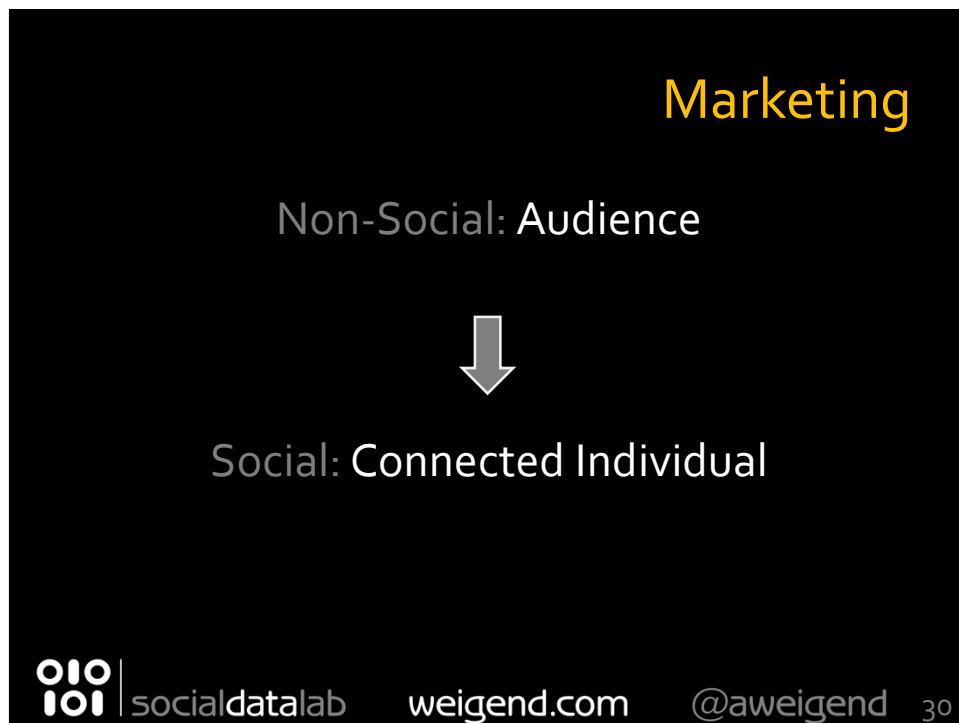 Marketing
Non-Social: Audience
Social: Connected Individual
010
101
socialdatalab weigend.com @aweigend 30